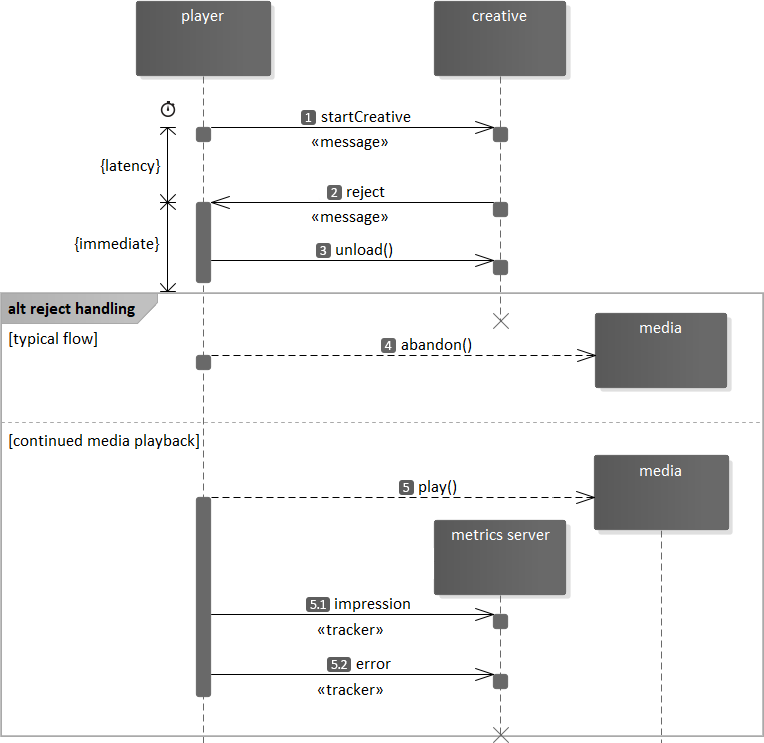 player
creative
1 startCreative
«message»
{latency}
2 reject
«message»
{immediate}
3 unload()
alt reject handling
[typical flow]
media
4 abandon()
[continued media playback]
media
5 play()
metrics server
5.1 impression
«tracker»
5.2 error
«tracker»